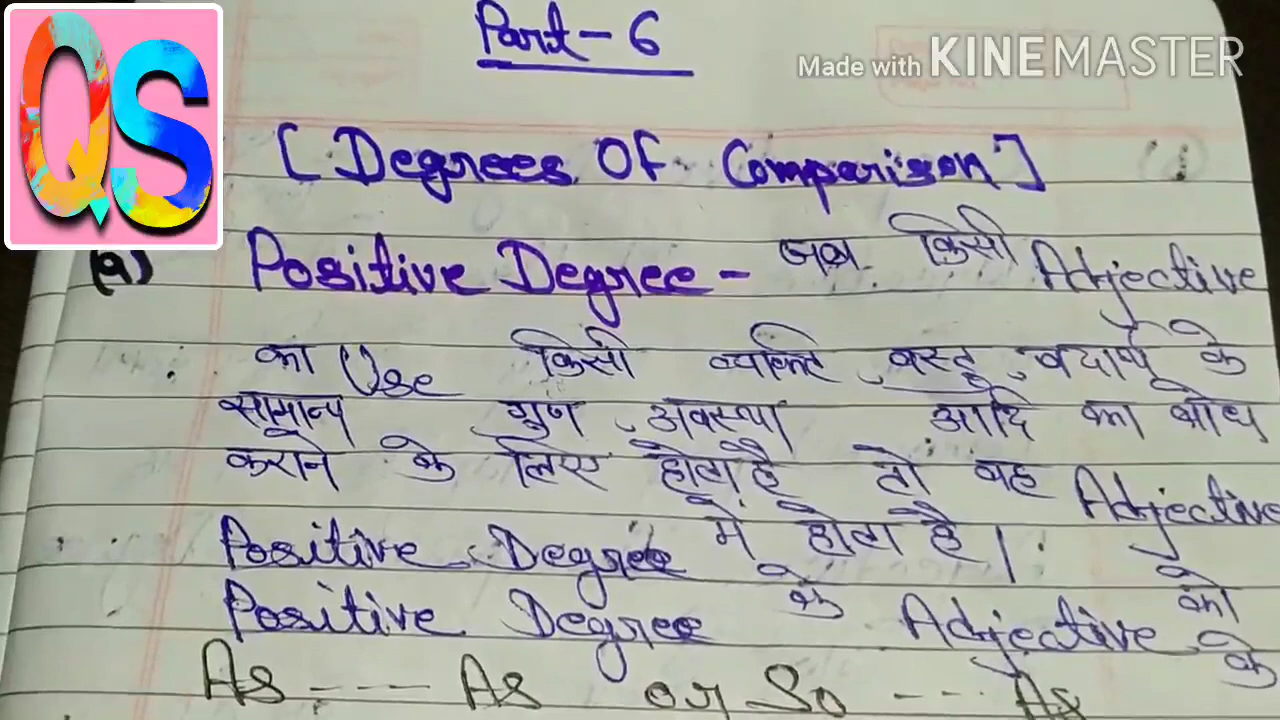 QS
Part - 6
Made with KINEMASTER
[Degrees Of Comparison]
(a) Positive Degree - जब किसी Adjective
का Use किसी व्यक्ति, वस्तु, पदार्थ के
सामान्य गुण, अवस्था आदि का बोध
कराने के लिए होता है तो वह Adjective
Positive Degree में होता है।
Positive Degree के Adjective को
के
As ---- As or So --- As